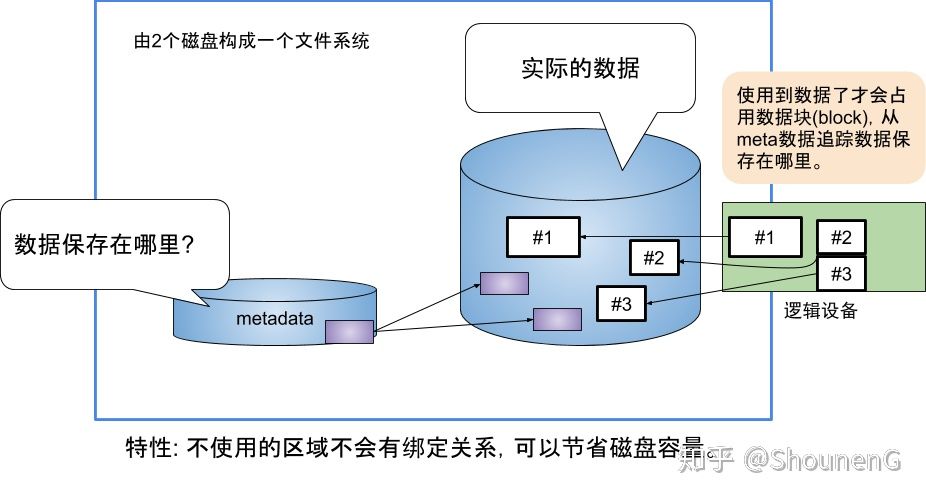 由2个磁盘构成一个文件系统
实际的数据
使用到数据了才会占
用数据块(block), 从
meta数据追踪数据保
存在哪里。
数据保存在哪里?
#1
#2
#3
#1
#2
#3
metadata
逻辑设备
特性: 不使用的区域不会有绑定关系, 可以节省磁盘容量。
知乎 @ShounenG